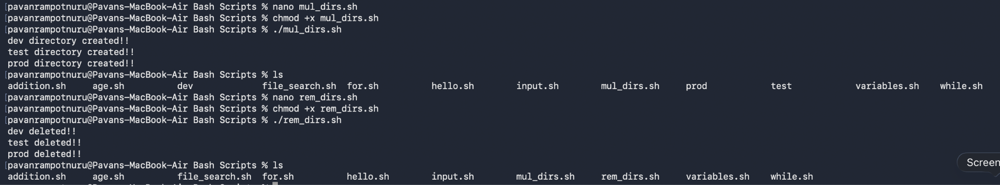 [pavanrampotnuru@Pavans-MacBook-Air Bash Scripts % nano mul_dirs.sh
[pavanrampotnuru@Pavans-MacBook-Air Bash Scripts % chmod +x mul_dirs.sh
[pavanrampotnuru@Pavans-MacBook-Air Bash Scripts % ./mul_dirs.sh
dev directory created!!
test directory created!!
prod directory created!!
[pavanrampotnuru@Pavans-MacBook-Air Bash Scripts % ls
addition.sh age.sh dev file_search.sh for.sh hello.sh input.sh mul_dirs.sh prod test variables.sh while.sh
[pavanrampotnuru@Pavans-MacBook-Air Bash Scripts % nano rem_dirs.sh
[pavanrampotnuru@Pavans-MacBook-Air Bash Scripts % chmod +x rem_dirs.sh
[pavanrampotnuru@Pavans-MacBook-Air Bash Scripts % ./rem_dirs.sh
dev deleted!!
test deleted!!
prod deleted!!
[pavanrampotnuru@Pavans-MacBook-Air Bash Scripts % ls
Screen
addition.sh age.sh file_search.sh for.sh hello.sh input.sh mul_dirs.sh rem_dirs.sh variables.sh while.sh